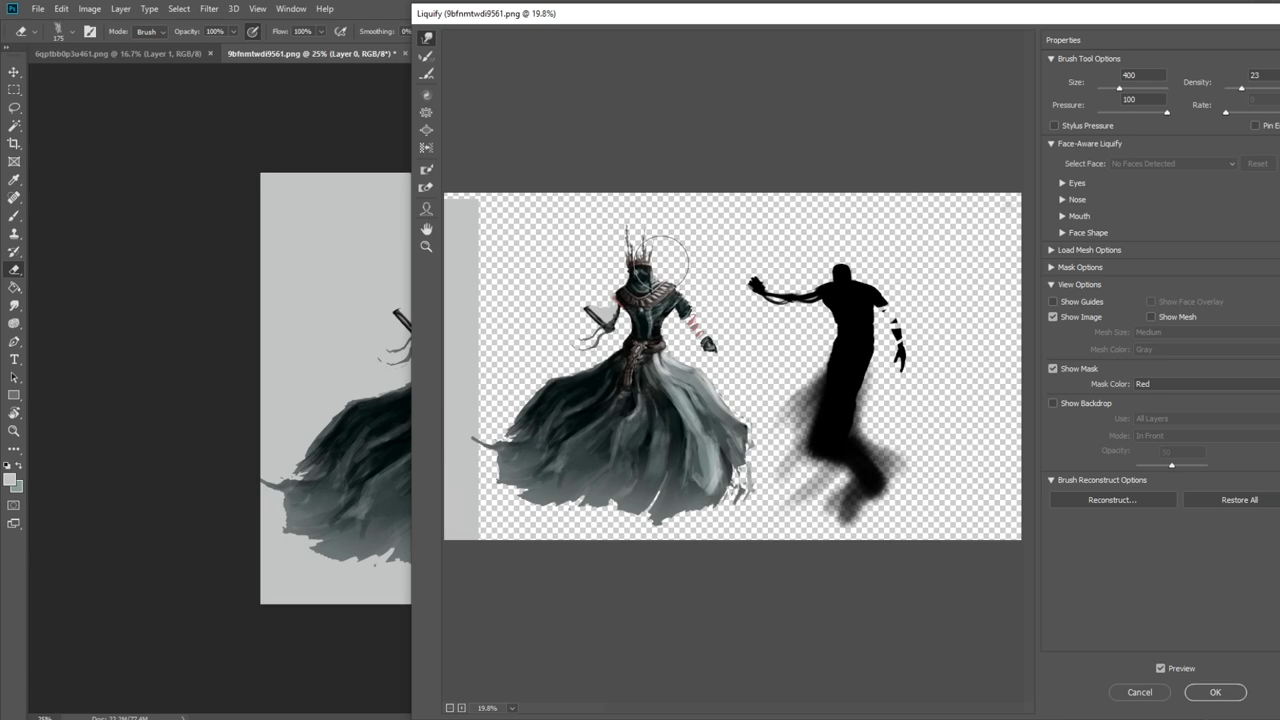 Ps File Edit Image Layer Type Select Filter 3D View Window Help
Liquify (9bfnmtwdi9561.png @ 19.8%)
175 Mode: Brush Opacity: 100% Flow: 100% Smoothing: 0%
6qptbb0p3u461.png @ 16.7% (Layer 1, RGB/8) × 9bfnmtwdi9561.png @ 25% (Layer 0, RGB/8*) * ×
Properties
Brush Tool Options
Size: 400 Density: 23
Pressure: 100 Rate:
Stylus Pressure Pin E
Face-Aware Liquify
Select Face: No Faces Detected Reset
Eyes
Nose
Mouth
Face Shape
Load Mesh Options
Mask Options
View Options
Show Guides Show Face Overlay
Show Image Show Mesh
Mesh Size: Medium
Mesh Color: Gray
Show Mask
Mask Color: Red
Show Backdrop
Use: All Layers
Mode: In Front
Opacity: 50
Brush Reconstruct Options
Reconstruct... Restore All
Preview
Cancel OK
19.8%